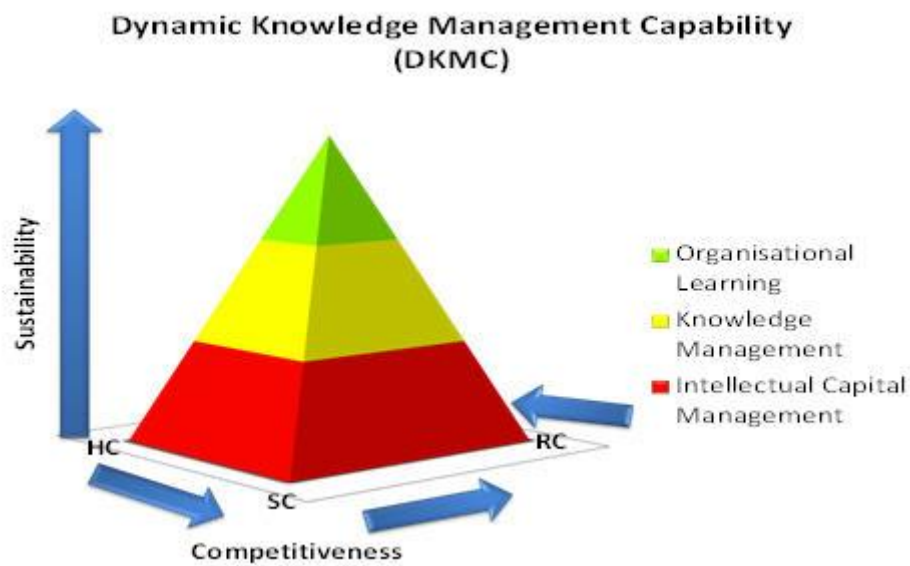 Dynamic Knowledge Management Capability
(DKMC)
Sustainability
Organisational
Learning
Knowledge
Management
Intellectual Capital
Management
HC
RC
SC
Competitiveness